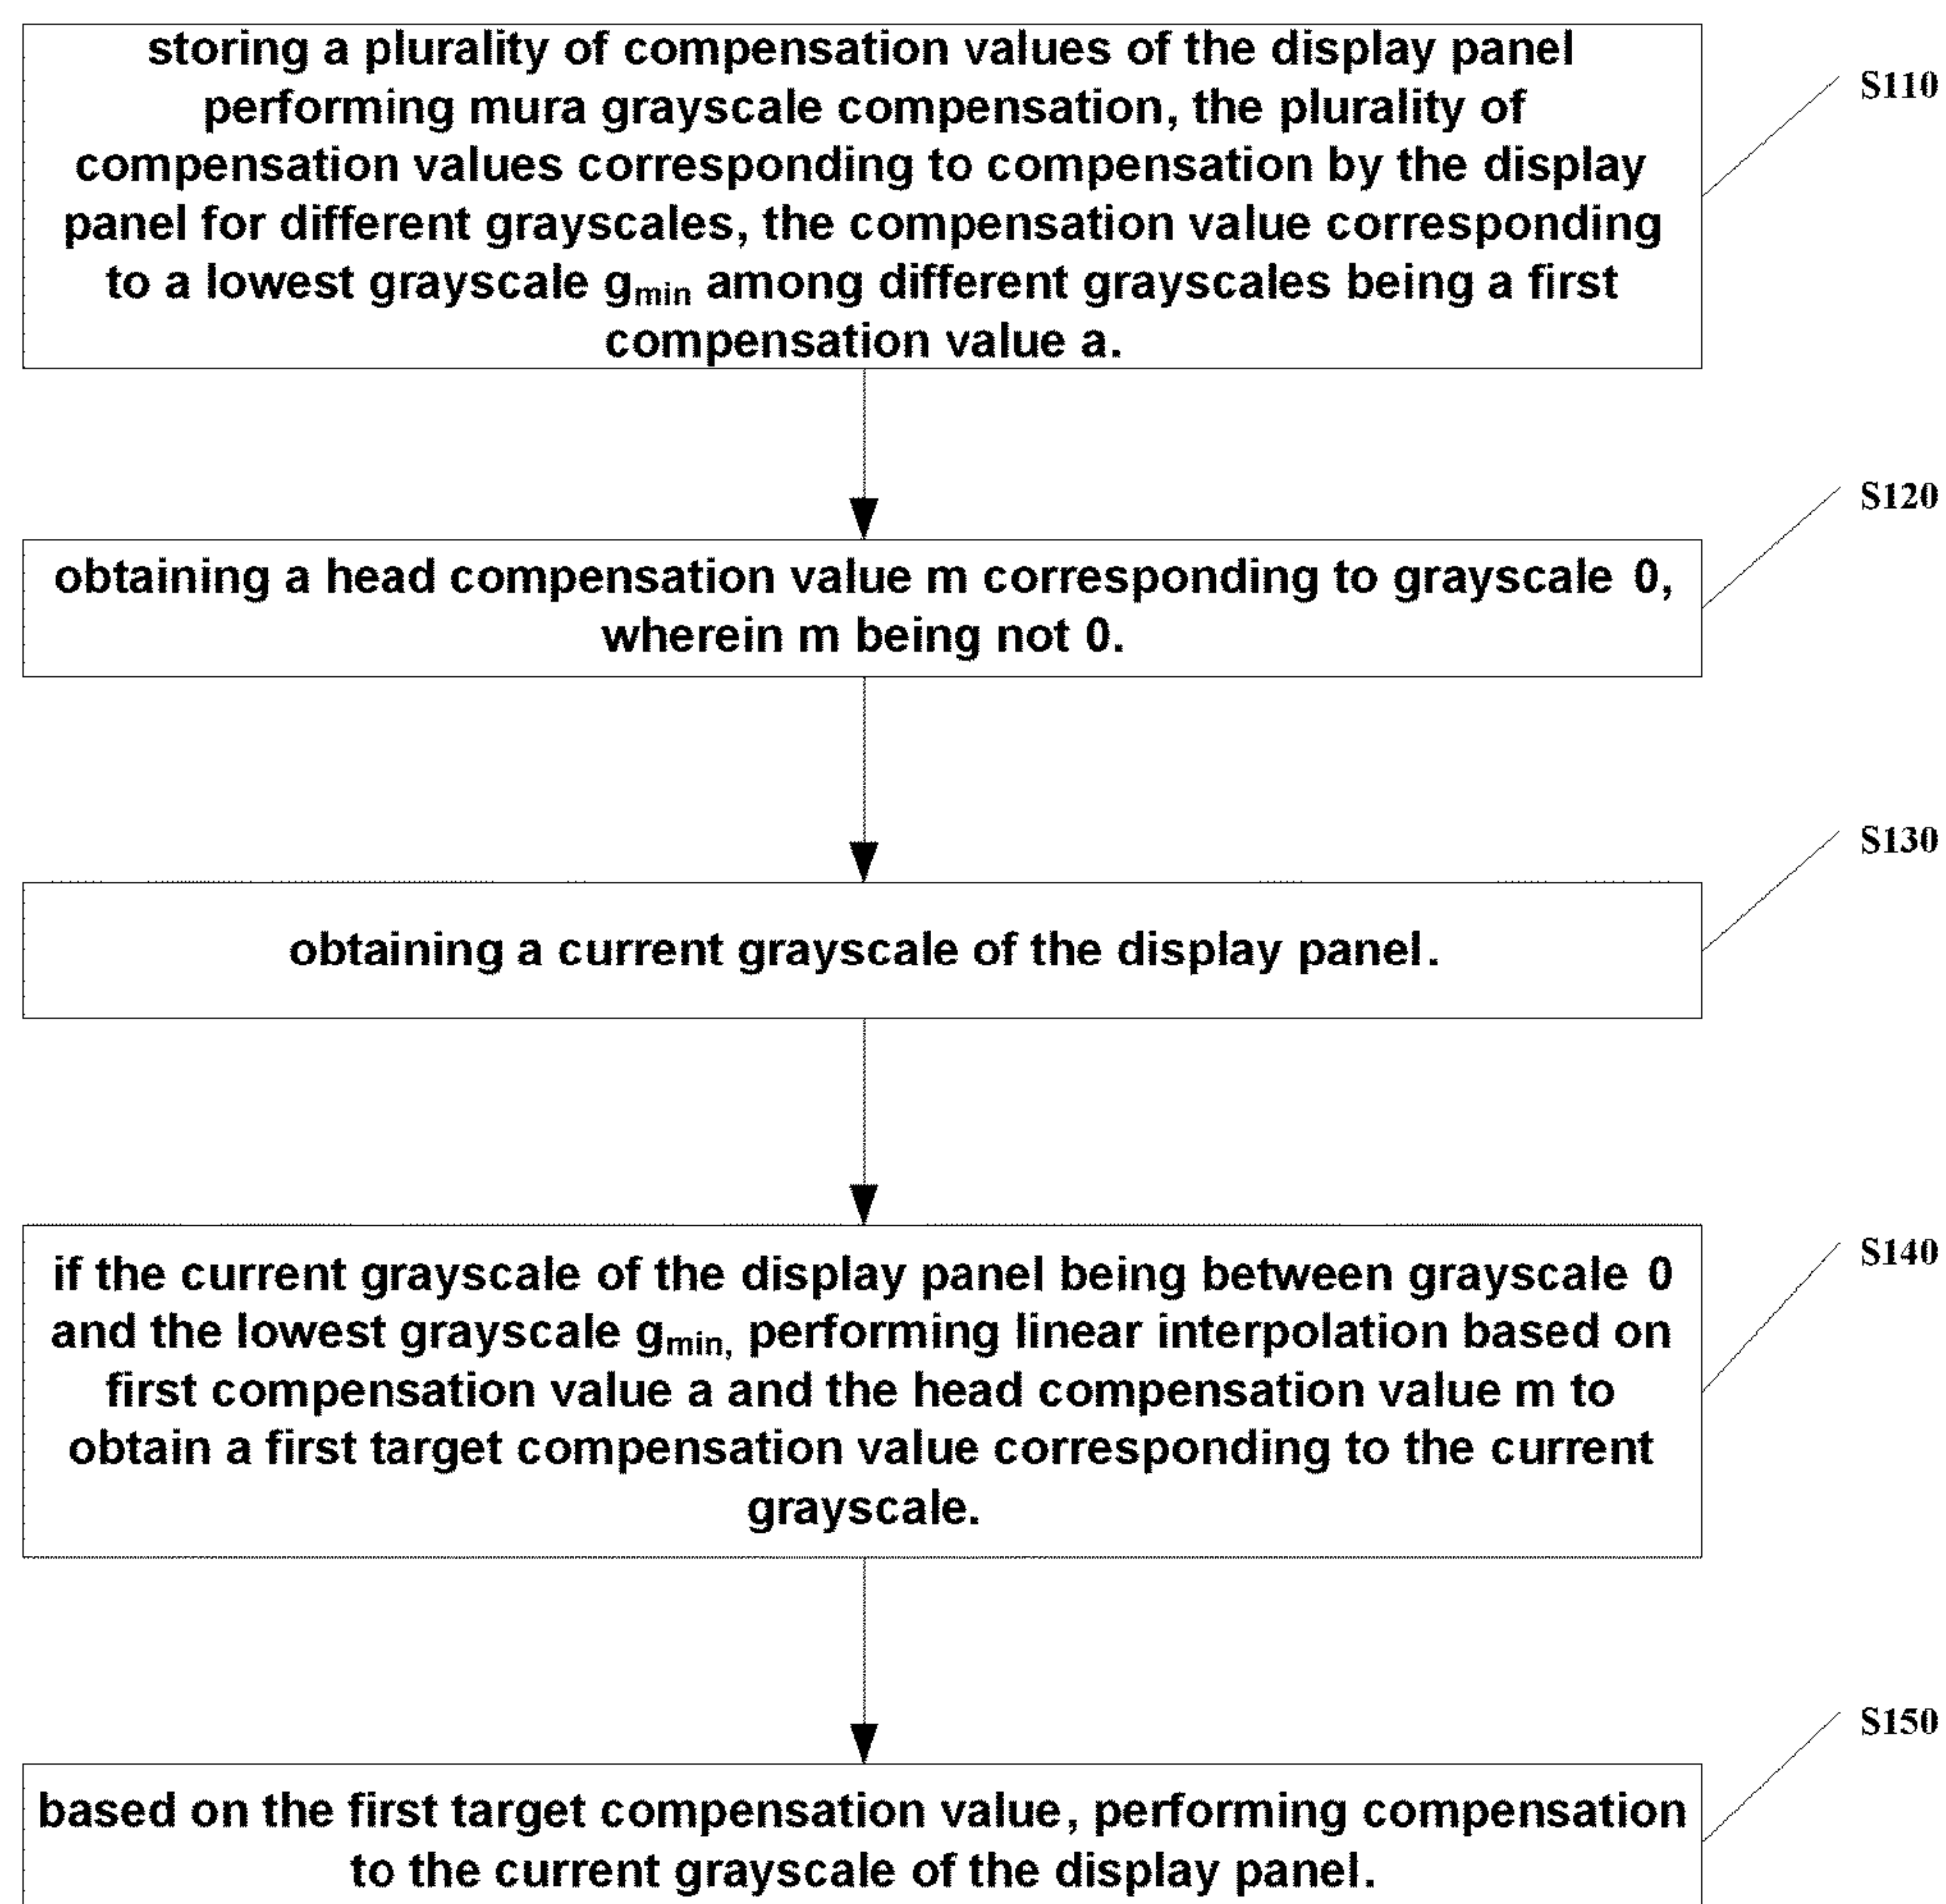 storing a plurality of compensation values of the display panel
performing mura grayscale compensation, the plurality of
compensation values corresponding to compensation by the display
panel for different grayscales, the compensation value corresponding
to a lowest grayscale gmin among different grayscales being a first
compensation value a.
S110
obtaining a head compensation value m corresponding to grayscale 0,
wherein m being not 0.
S120
obtaining a current grayscale of the display panel.
S130
if the current grayscale of the display panel being between grayscale 0
and the lowest grayscale gmin, performing linear interpolation based on
first compensation value a and the head compensation value m to
obtain a first target compensation value corresponding to the current
grayscale.
S140
based on the first target compensation value, performing compensation
to the current grayscale of the display panel.
S150